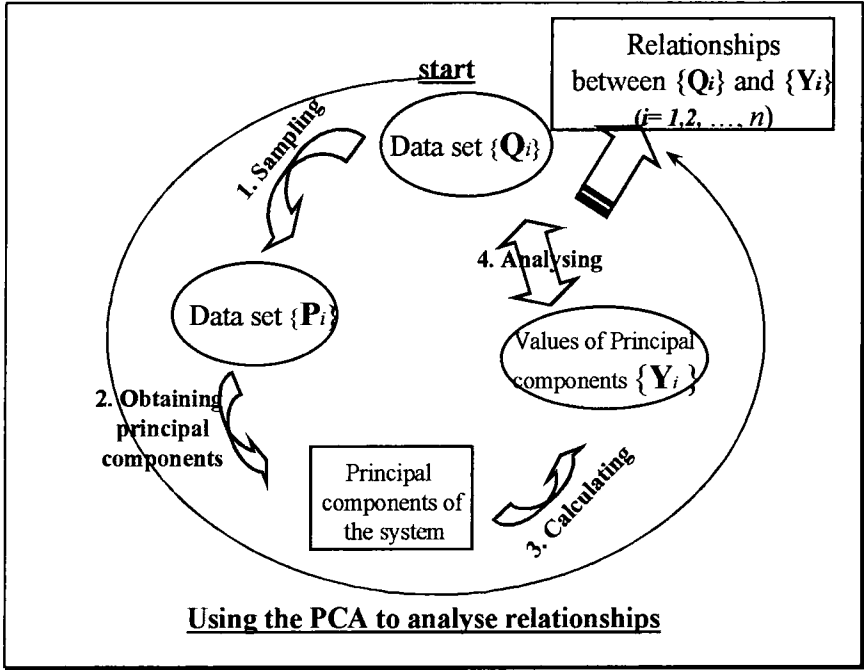 start
Relationships
between {Qi} and {Yi}
(i= 1,2, ..., n)
Data set {Qi}
1. Sampling
4. Analysing
Data set {Pi}
Values of Principal
components {Yi}
2. Obtaining
principal
components
Principal
components of
the system
3. Calculating
Using the PCA to analyse relationships